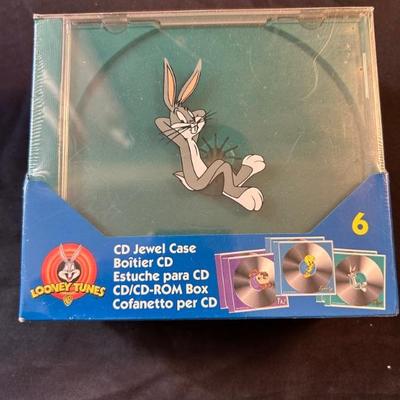 6
CD Jewel Case
Boîtier CD
Estuche para CD
CD/CD-ROM Box
Cofanetto per CD
LOONEY TUNES